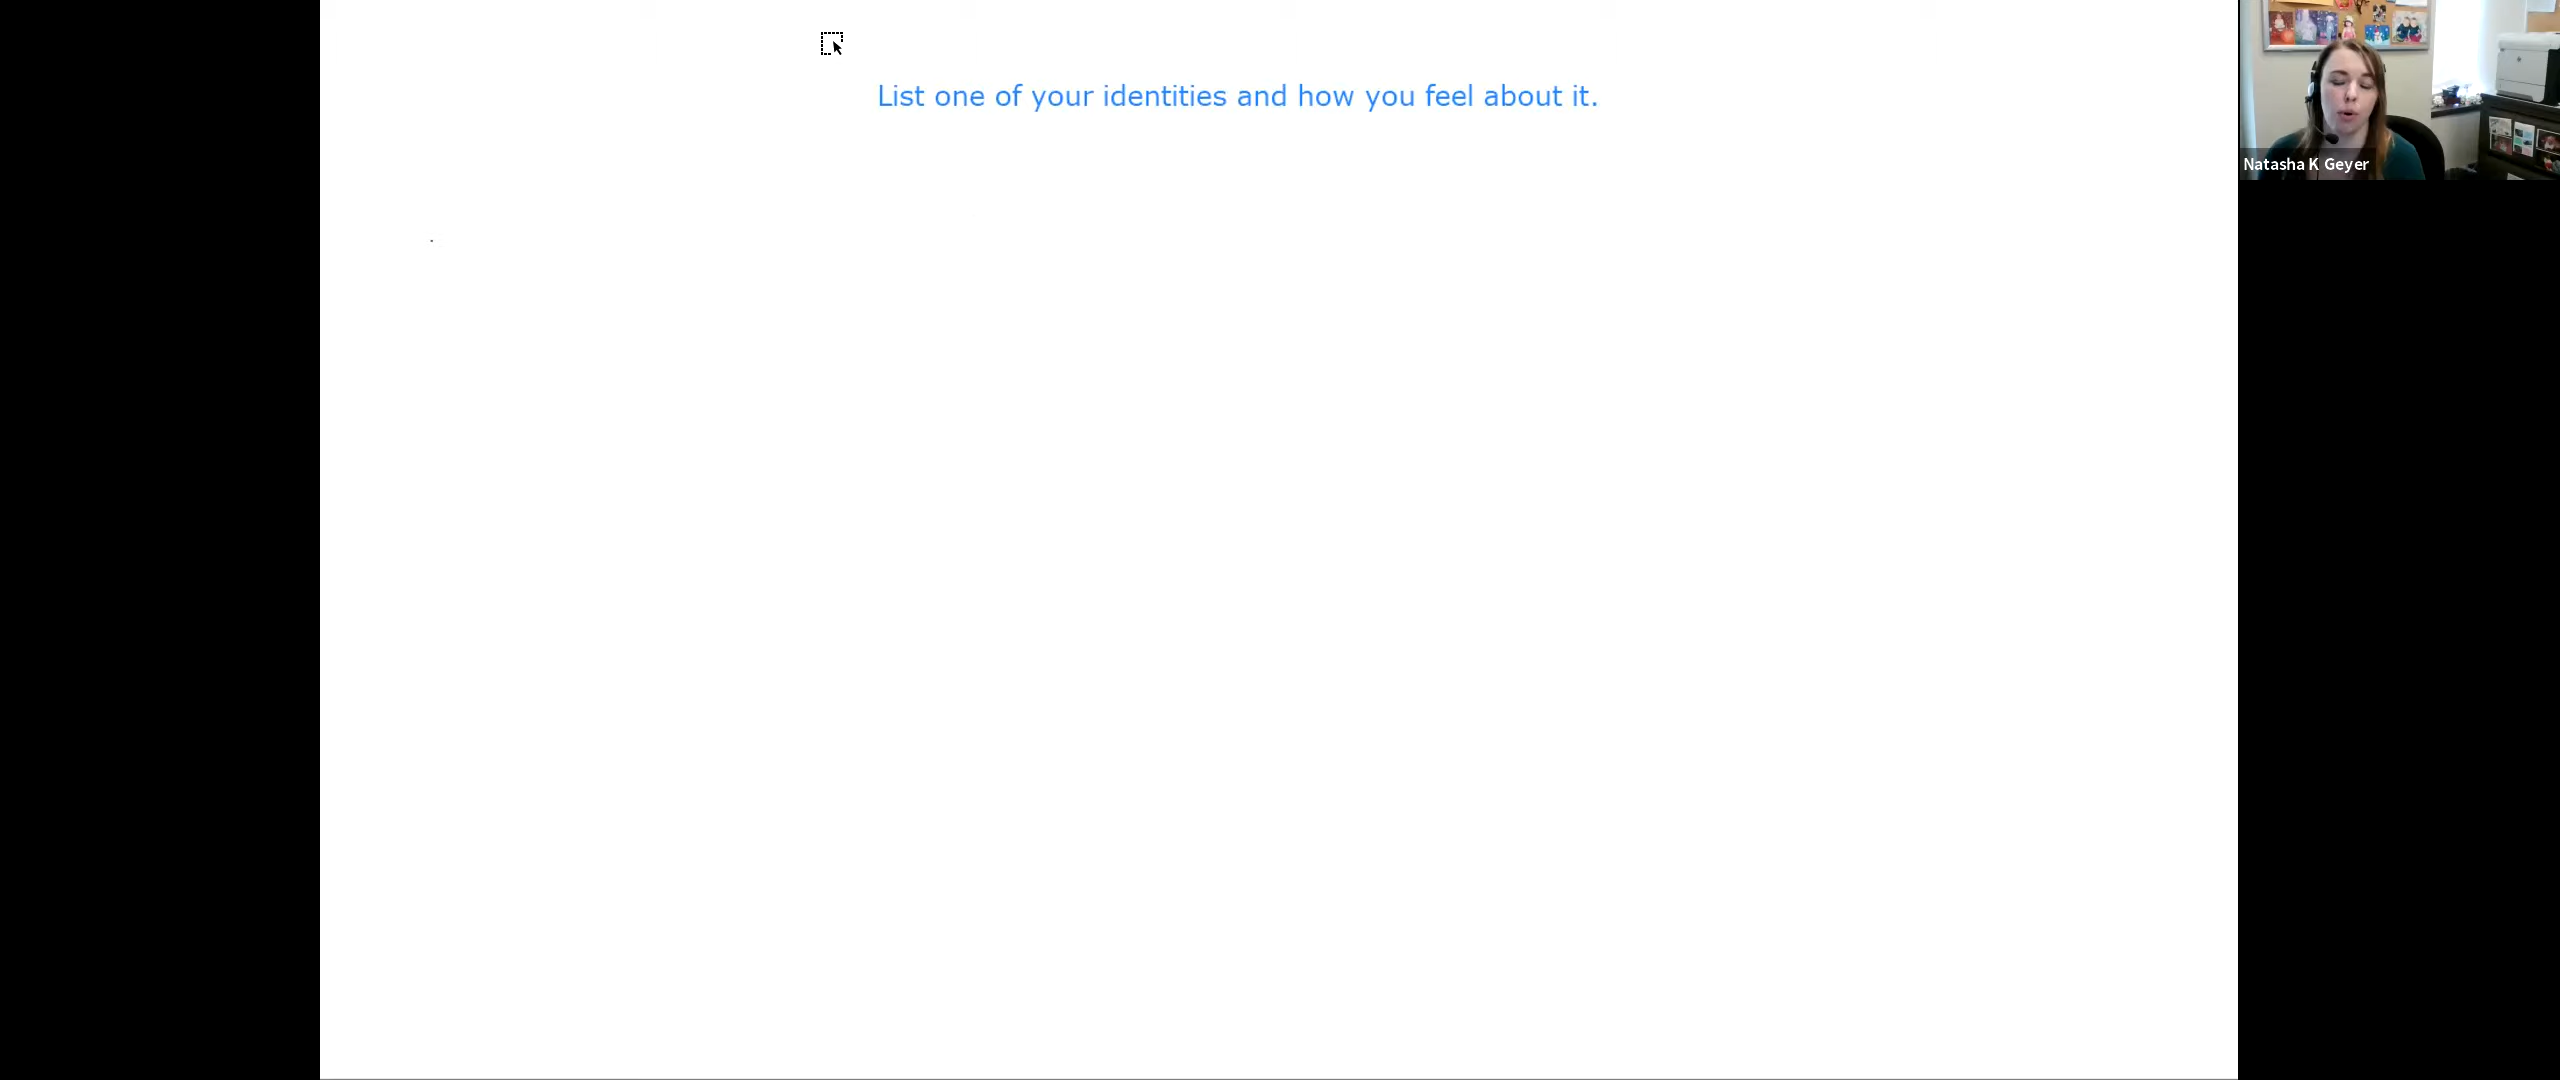 List one of your identities and how you feel about it.
Natasha K Geyer